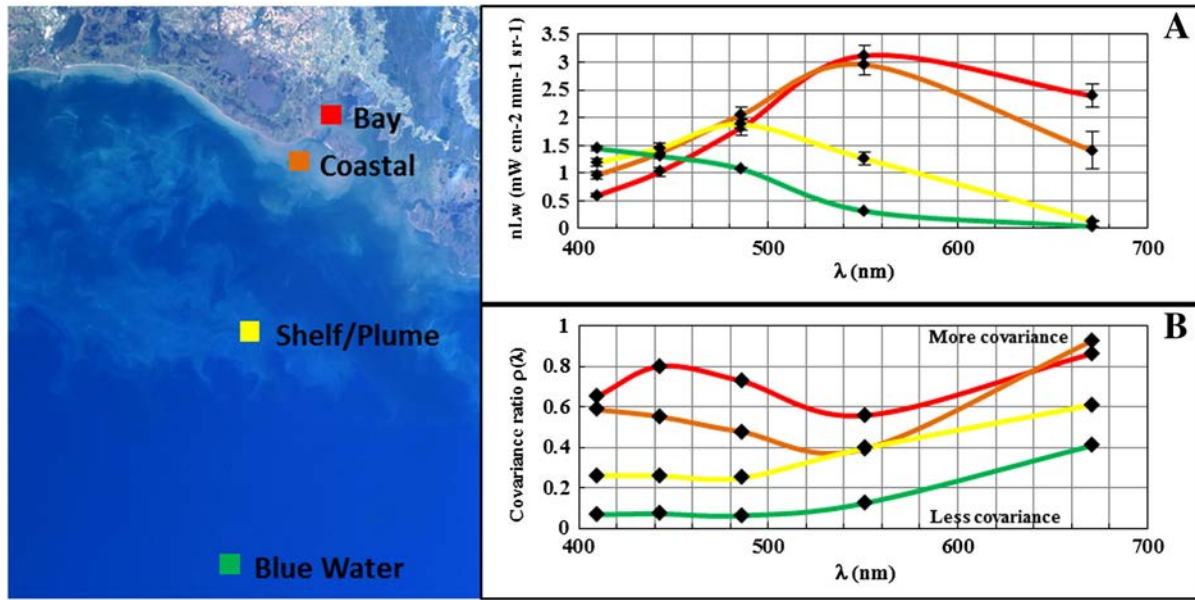 Bay
Coastal
Shelf/Plume
Blue Water
A
3.5
3
2.5
2
1.5
1
0.5
0
nLw (mW cm-2 mm-1 sr-1)
400
500
600
700
λ (nm)
B
1
0.8
0.6
0.4
0.2
0
Covariance ratio ρ(λ)
More covariance
Less covariance
400
500
600
700
λ (nm)